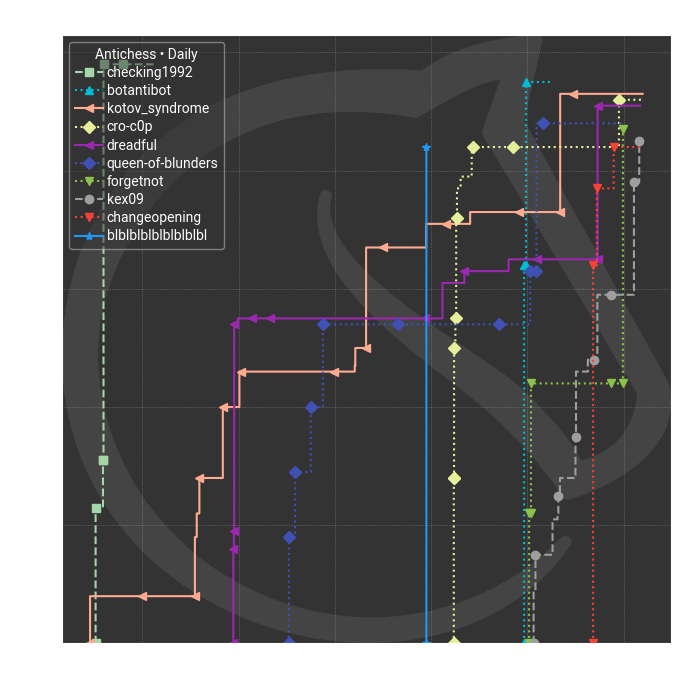 Antichess • Daily
checking1992
botantibot
kotov_syndrome
cro-c0p
dreadful
queen-of-blunders
forgetnot
kex09
changeopening
blblblblblblblblbl